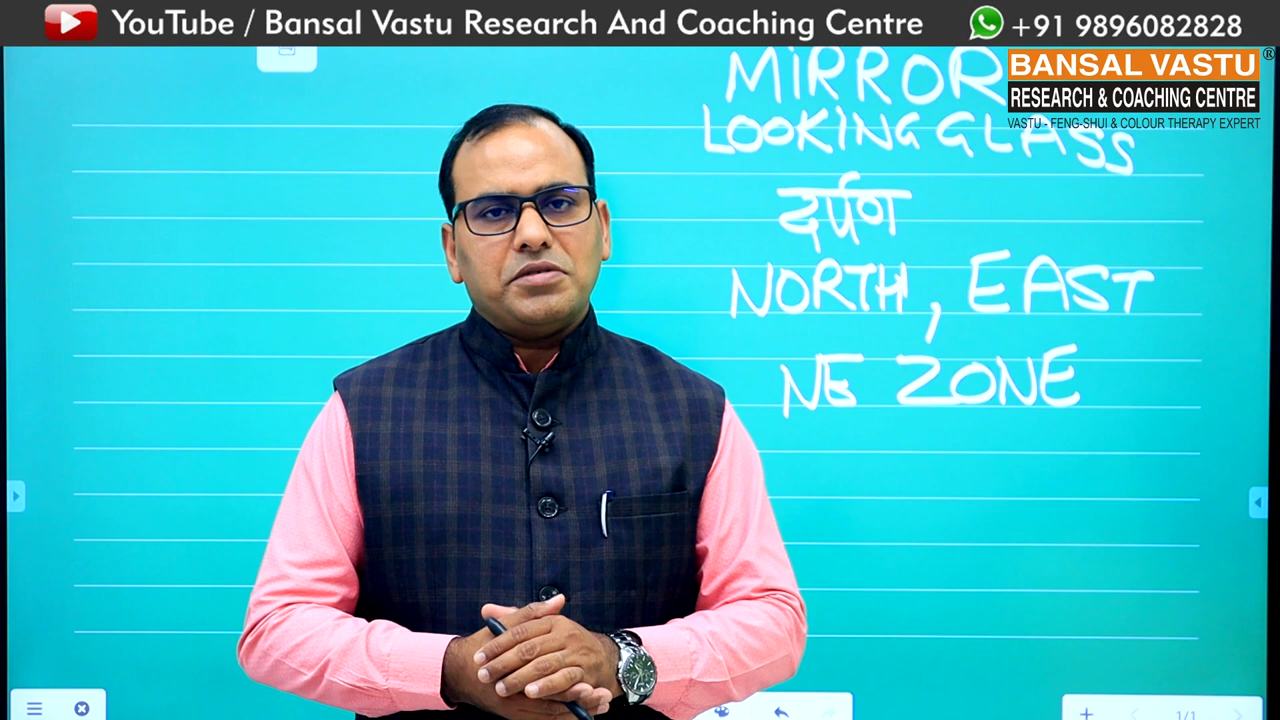 YouTube / Bansal Vastu Research And Coaching Centre
+91 9896082828
BANSAL VASTU®
RESEARCH & COACHING CENTRE
VASTU - FENG-SHUI & COLOUR THERAPY EXPERT
MIRROR
LOOKING GLASS
दर्पण
NORTH, EAST
NE ZONE
1/1